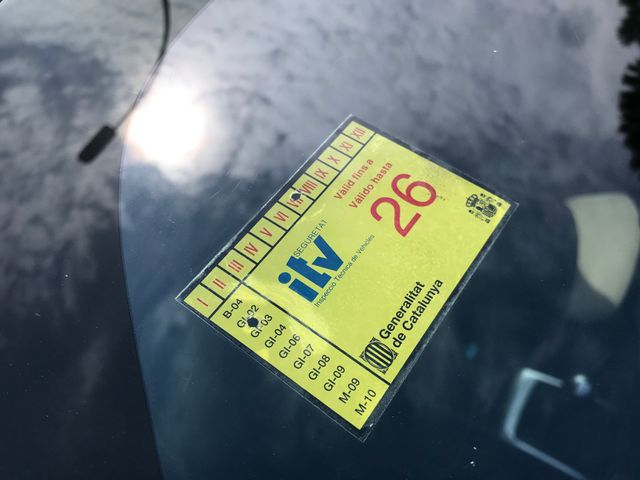 I II III IV V VI VII VIII IX X XI XII
SEGURETAT
itv
Inspecció Tècnica de Vehicles
Vàlid fins a
Válido hasta
26
B-04
GI-02
GI-03
GI-04
GI-06
GI-07
GI-08
GI-09
M-09
M-10
Generalitat
de Catalunya